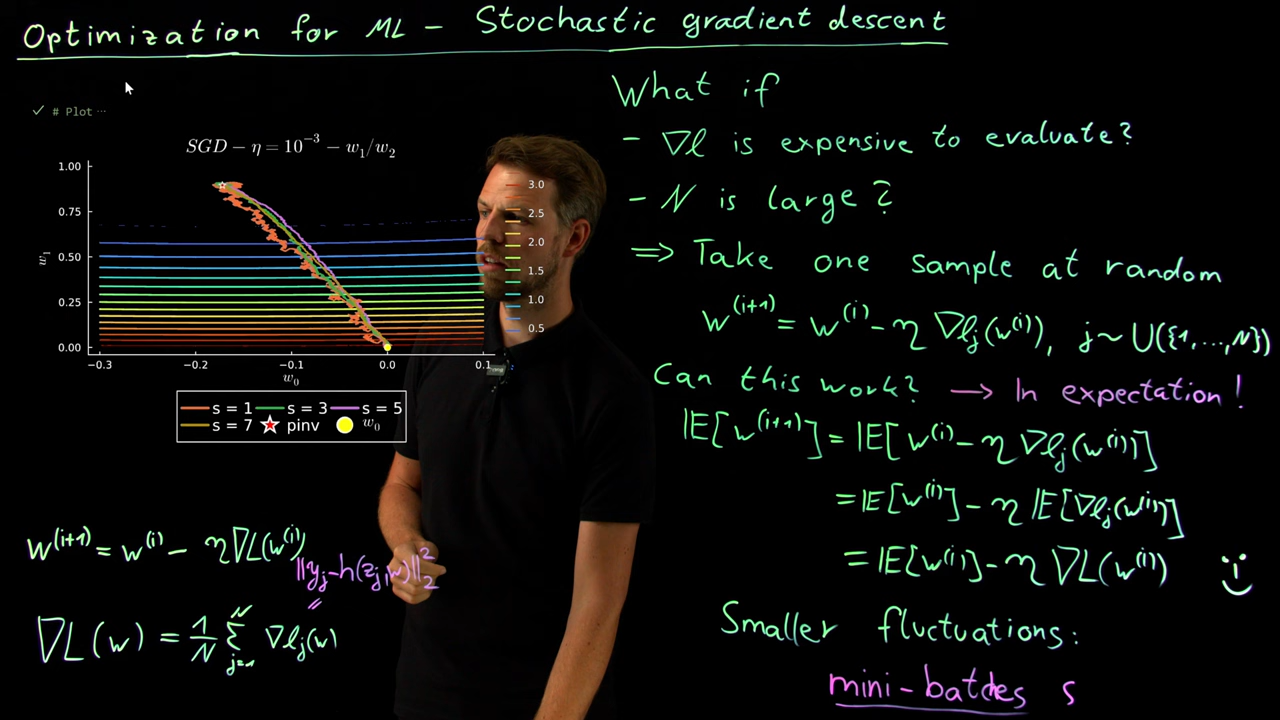 Optimization for ML - Stochastic gradient descent
✓ # Plot ...
SGD - η = 10^{-3} - w_1/w_2
1.00
0.75
0.50
0.25
0.00
w_1
-0.3 -0.2 -0.1 0.0 0.1
w_0
3.0
2.5
2.0
1.5
1.0
0.5
s = 1 s = 3 s = 5
s = 7 pinv w_0
w^{(i+1)} = w^{(i)} - η∇L(w^{(i)})
||y_j - h(z_j, w)||_2^2
=
∇L(w) = 1/N Σ_{j=1}^{N} ∇l_j(w)
What if
- ∇l is expensive to evaluate?
- N is large?
=> Take one sample at random
w^{(i+1)} = w^{(i)} - η ∇l_j(w^{(i)}), j ~ U({1,...,N})
Can this work? → In expectation!
𝔼[w^{(i+1)}] = 𝔼[w^{(i)} - η ∇l_j(w^{(i)})]
= 𝔼[w^{(i)}] - η 𝔼[∇l_j(w^{(i)})]
= 𝔼[w^{(i)}] - η ∇L(w^{(i)})
Smaller fluctuations:
mini-batches s